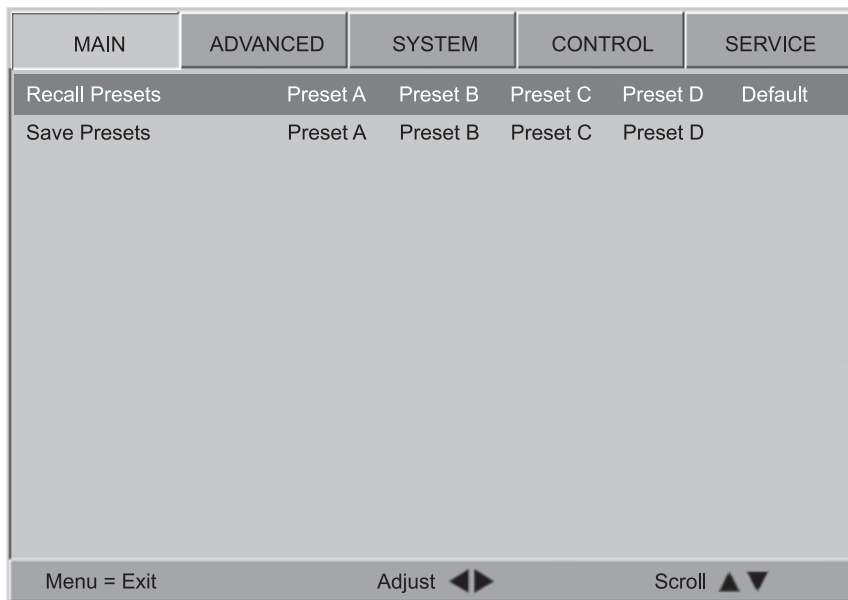 MAIN ADVANCED SYSTEM CONTROL SERVICE
Recall Presets Preset A Preset B Preset C Preset D Default
Save Presets Preset A Preset B Preset C Preset D
Menu = Exit Adjust ◀▶ Scroll ▲▼